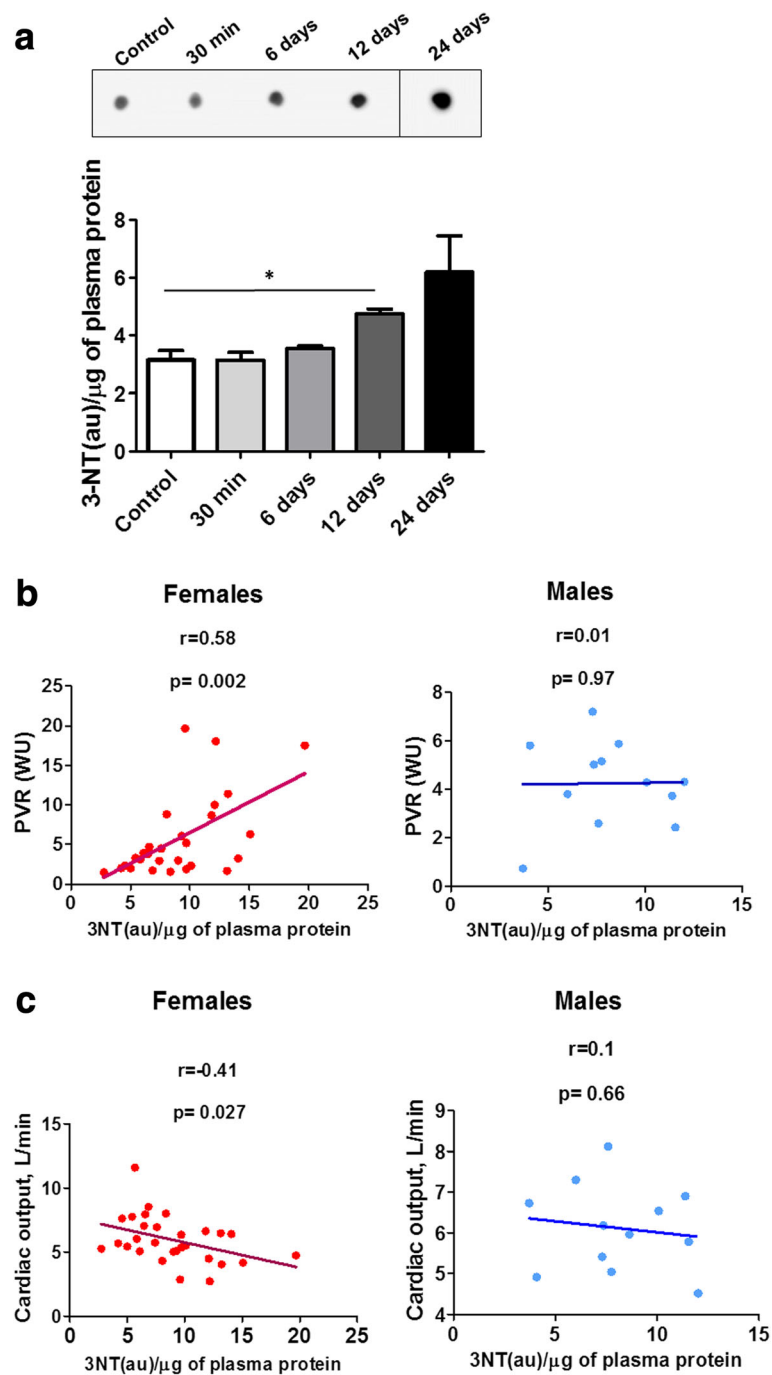 a
Control 30 min 6 days 12 days 24 days
3-NT(au)/μg of plasma protein
8
6
4
2
0
*
Control 30 min 6 days 12 days 24 days
b
Females
r=0.58
p= 0.002
PVR (WU)
25
20
15
10
5
0
0 5 10 15 20 25
3NT(au)/μg of plasma protein
Males
r=0.01
p= 0.97
PVR (WU)
8
6
4
2
0
0 5 10 15
3NT(au)/μg of plasma protein
c
Females
r=-0.41
p= 0.027
Cardiac output, L/min
15
10
5
0
0 5 10 15 20 25
3NT(au)/μg of plasma protein
Males
r=0.1
p= 0.66
Cardiac output, L/min
9
8
7
6
5
4
0 5 10 15
3NT(au)/μg of plasma protein